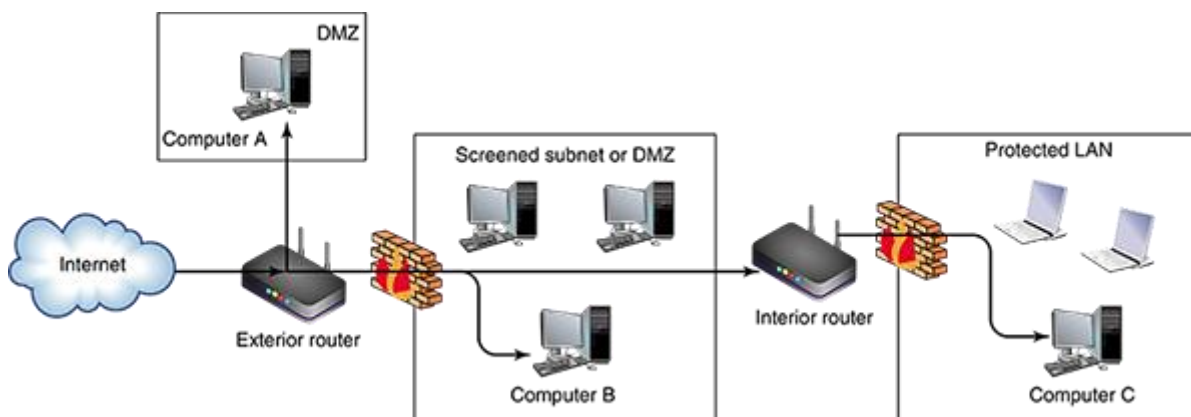 DMZ
Computer A
Screened subnet or DMZ
Protected LAN
Internet
Exterior router
Interior router
Computer B
Computer C